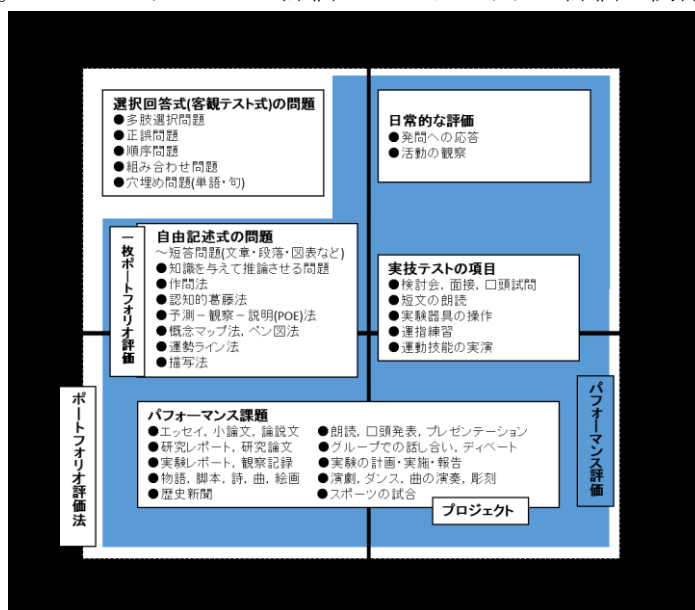 選択回答式(客観テスト式)の問題
●多肢選択問題
●正誤問題
●順序問題
●組み合わせ問題
●穴埋め問題(単語・句)
日常的な評価
●発問への応答
●活動の観察
一枚ポートフォリオ評価
自由記述式の問題
～短答問題(文章・段落・図表など)
●知識を与えて推論させる問題
●作問法
●認知的葛藤法
●予測－観察－説明(POE)法
●概念マップ法, ベン図法
●運勢ライン法
●描写法
実技テストの項目
●検討会, 面接, 口頭試問
●短文の朗読
●実験器具の操作
●運指練習
●運動技能の実演
ポートフォリオ評価法
パフォーマンス評価
パフォーマンス課題
●エッセイ, 小論文, 論説文
●研究レポート, 研究論文
●実験レポート, 観察記録
●物語, 脚本, 詩, 曲, 絵画
●歴史新聞
●朗読, 口頭発表, プレゼンテーション
●グループでの話し合い, ディベート
●実験の計画・実施・報告
●演劇, ダンス, 曲の演奏, 彫刻
●スポーツの試合
プロジェクト